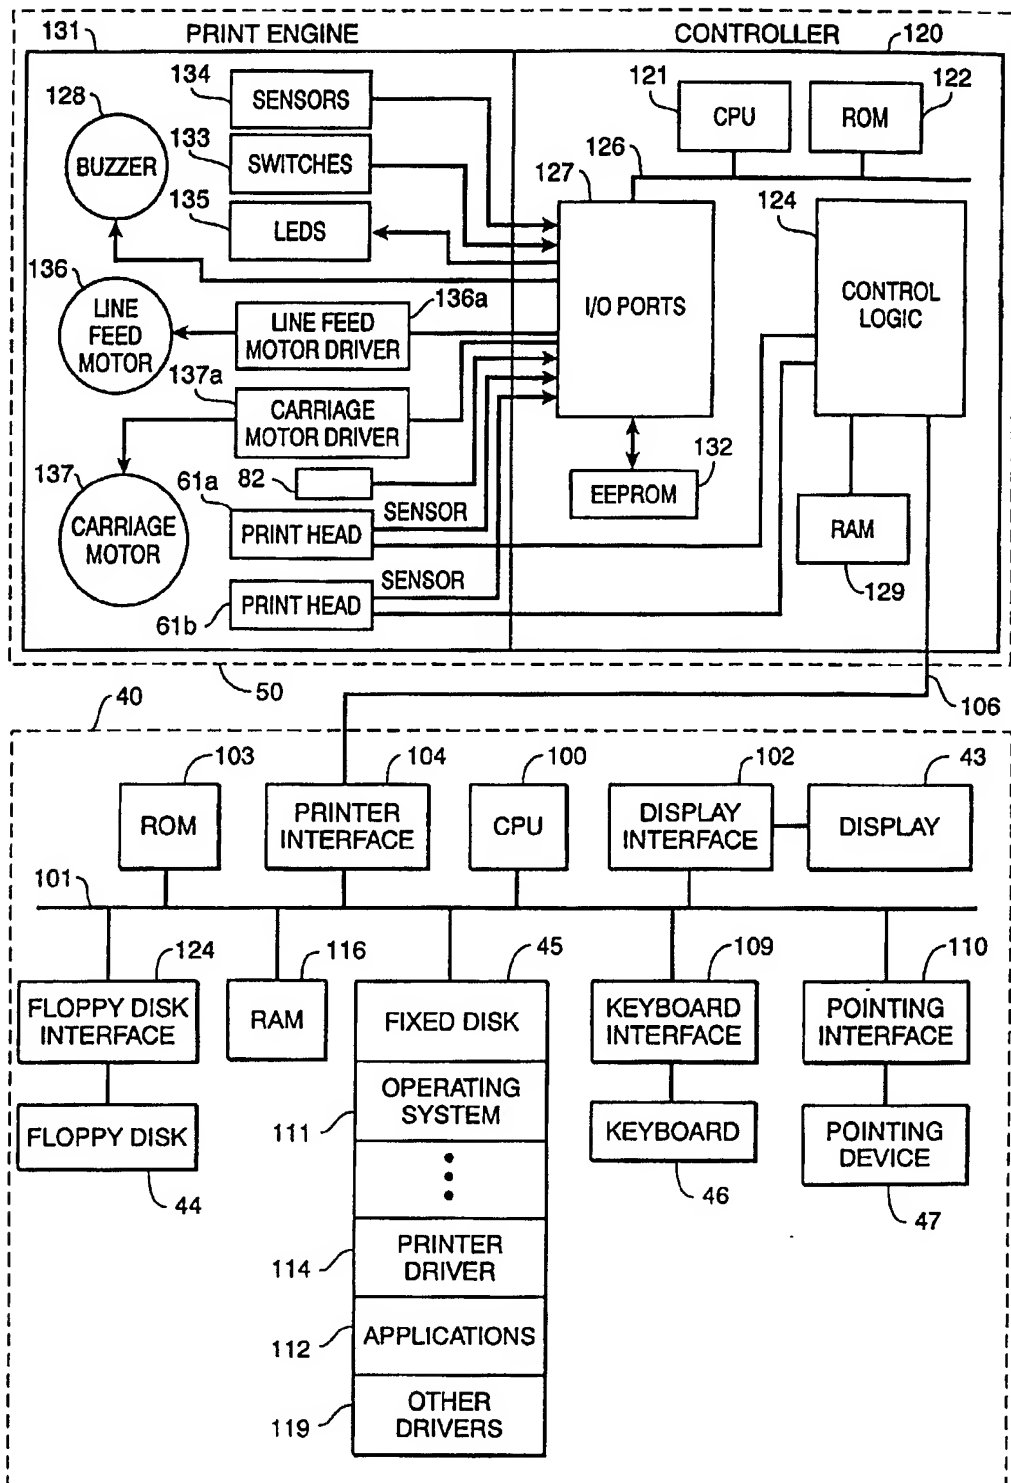 131
PRINT ENGINE
CONTROLLER
120
134
SENSORS
128
BUZZER
133
SWITCHES
135
LEDS
136
LINE
FEED
MOTOR
136a
LINE FEED
MOTOR DRIVER
137a
CARRIAGE
MOTOR DRIVER
137
CARRIAGE
MOTOR
82
61a
SENSOR
PRINT HEAD
SENSOR
PRINT HEAD
61b
121
CPU
122
ROM
126
127
I/O PORTS
124
CONTROL
LOGIC
132
EEPROM
RAM
129
50
106
40
103
ROM
104
PRINTER
INTERFACE
100
CPU
102
DISPLAY
INTERFACE
43
DISPLAY
101
124
FLOPPY DISK
INTERFACE
116
RAM
45
FIXED DISK
109
KEYBOARD
INTERFACE
110
POINTING
INTERFACE
FLOPPY DISK
44
OPERATING
SYSTEM
111
KEYBOARD
46
POINTING
DEVICE
47
PRINTER
DRIVER
114
APPLICATIONS
112
OTHER
DRIVERS
119